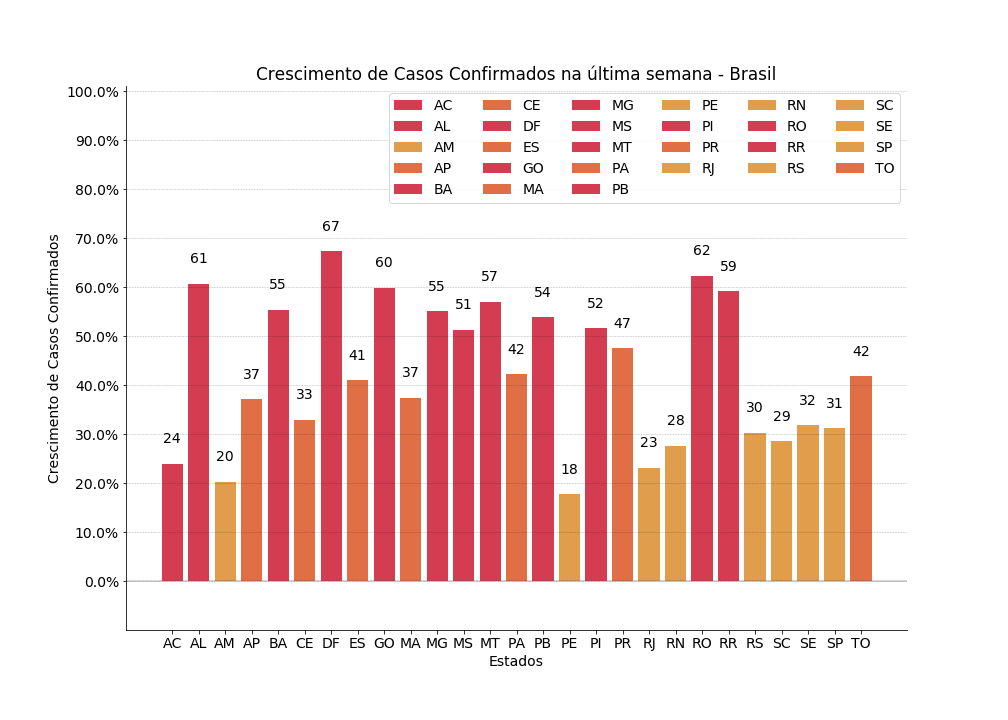 Crescimento de Casos Confirmados na última semana - Brasil
100.0%
90.0%
80.0%
70.0%
60.0%
50.0%
40.0%
30.0%
20.0%
10.0%
0.0%
Crescimento de Casos Confirmados
AC CE MG PE RN SC
AL DF MS PI RO SE
AM ES MT PR RR SP
AP GO PA RJ RS TO
BA MA PB
24 61 20 37 55 33 67 41 60 37 55 51 57 42 54 18 52 47 23 28 62 59 30 29 32 31 42
AC AL AM AP BA CE DF ES GO MA MG MS MT PA PB PE PI PR RJ RN RO RR RS SC SE SP TO
Estados